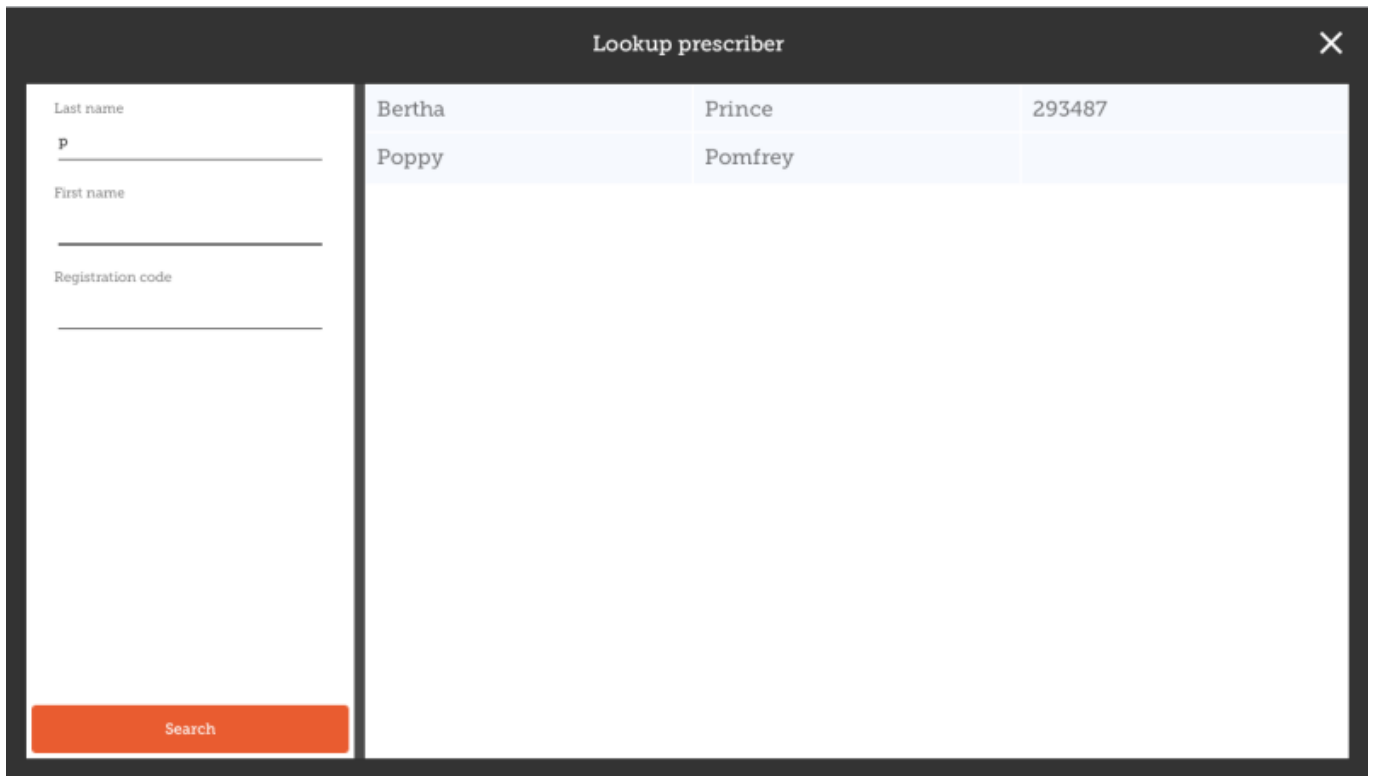 Lookup prescriber
Last name
p
First name
Registration code
Search
Bertha Prince 293487
Poppy Pomfrey